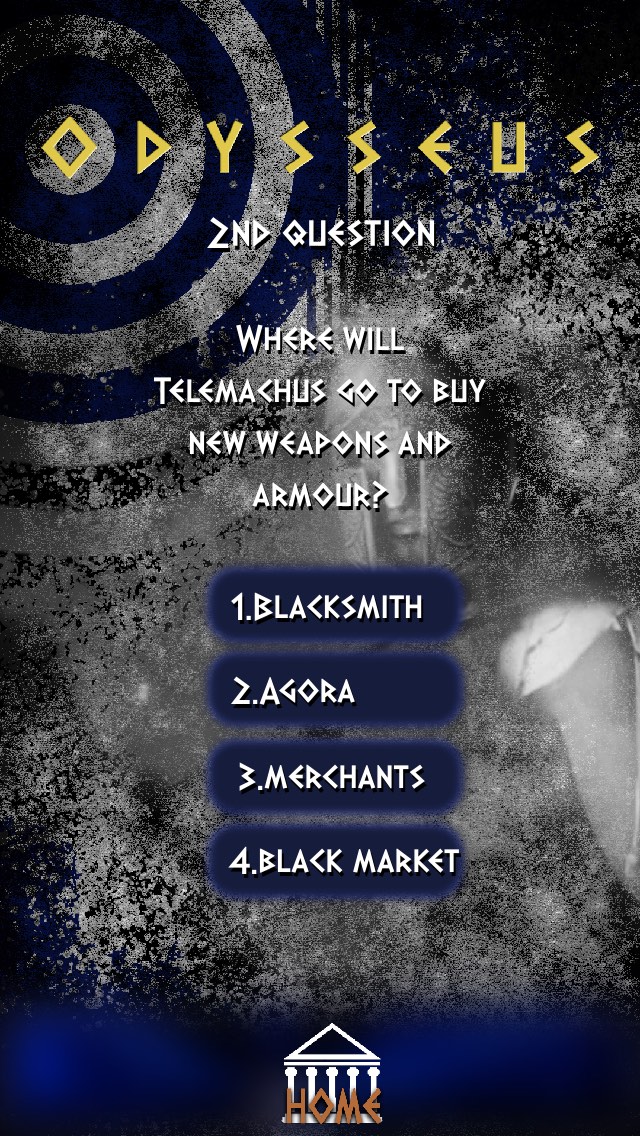 ODYSSEUS
2ND QUESTION
WHERE WILL
TELEMACHUS GO TO BUY
NEW WEAPONS AND
ARMOUR?
1.BLACKSMITH
2.AGORA
3.MERCHANTS
4.BLACK MARKET
HOME